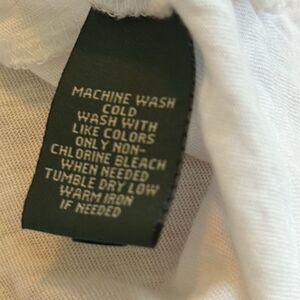 MACHINE WASH
COLD
WASH WITH
LIKE COLORS
ONLY NON-
CHLORINE BLEACH
WHEN NEEDED
TUMBLE DRY LOW
WARM IRON
IF NEEDED